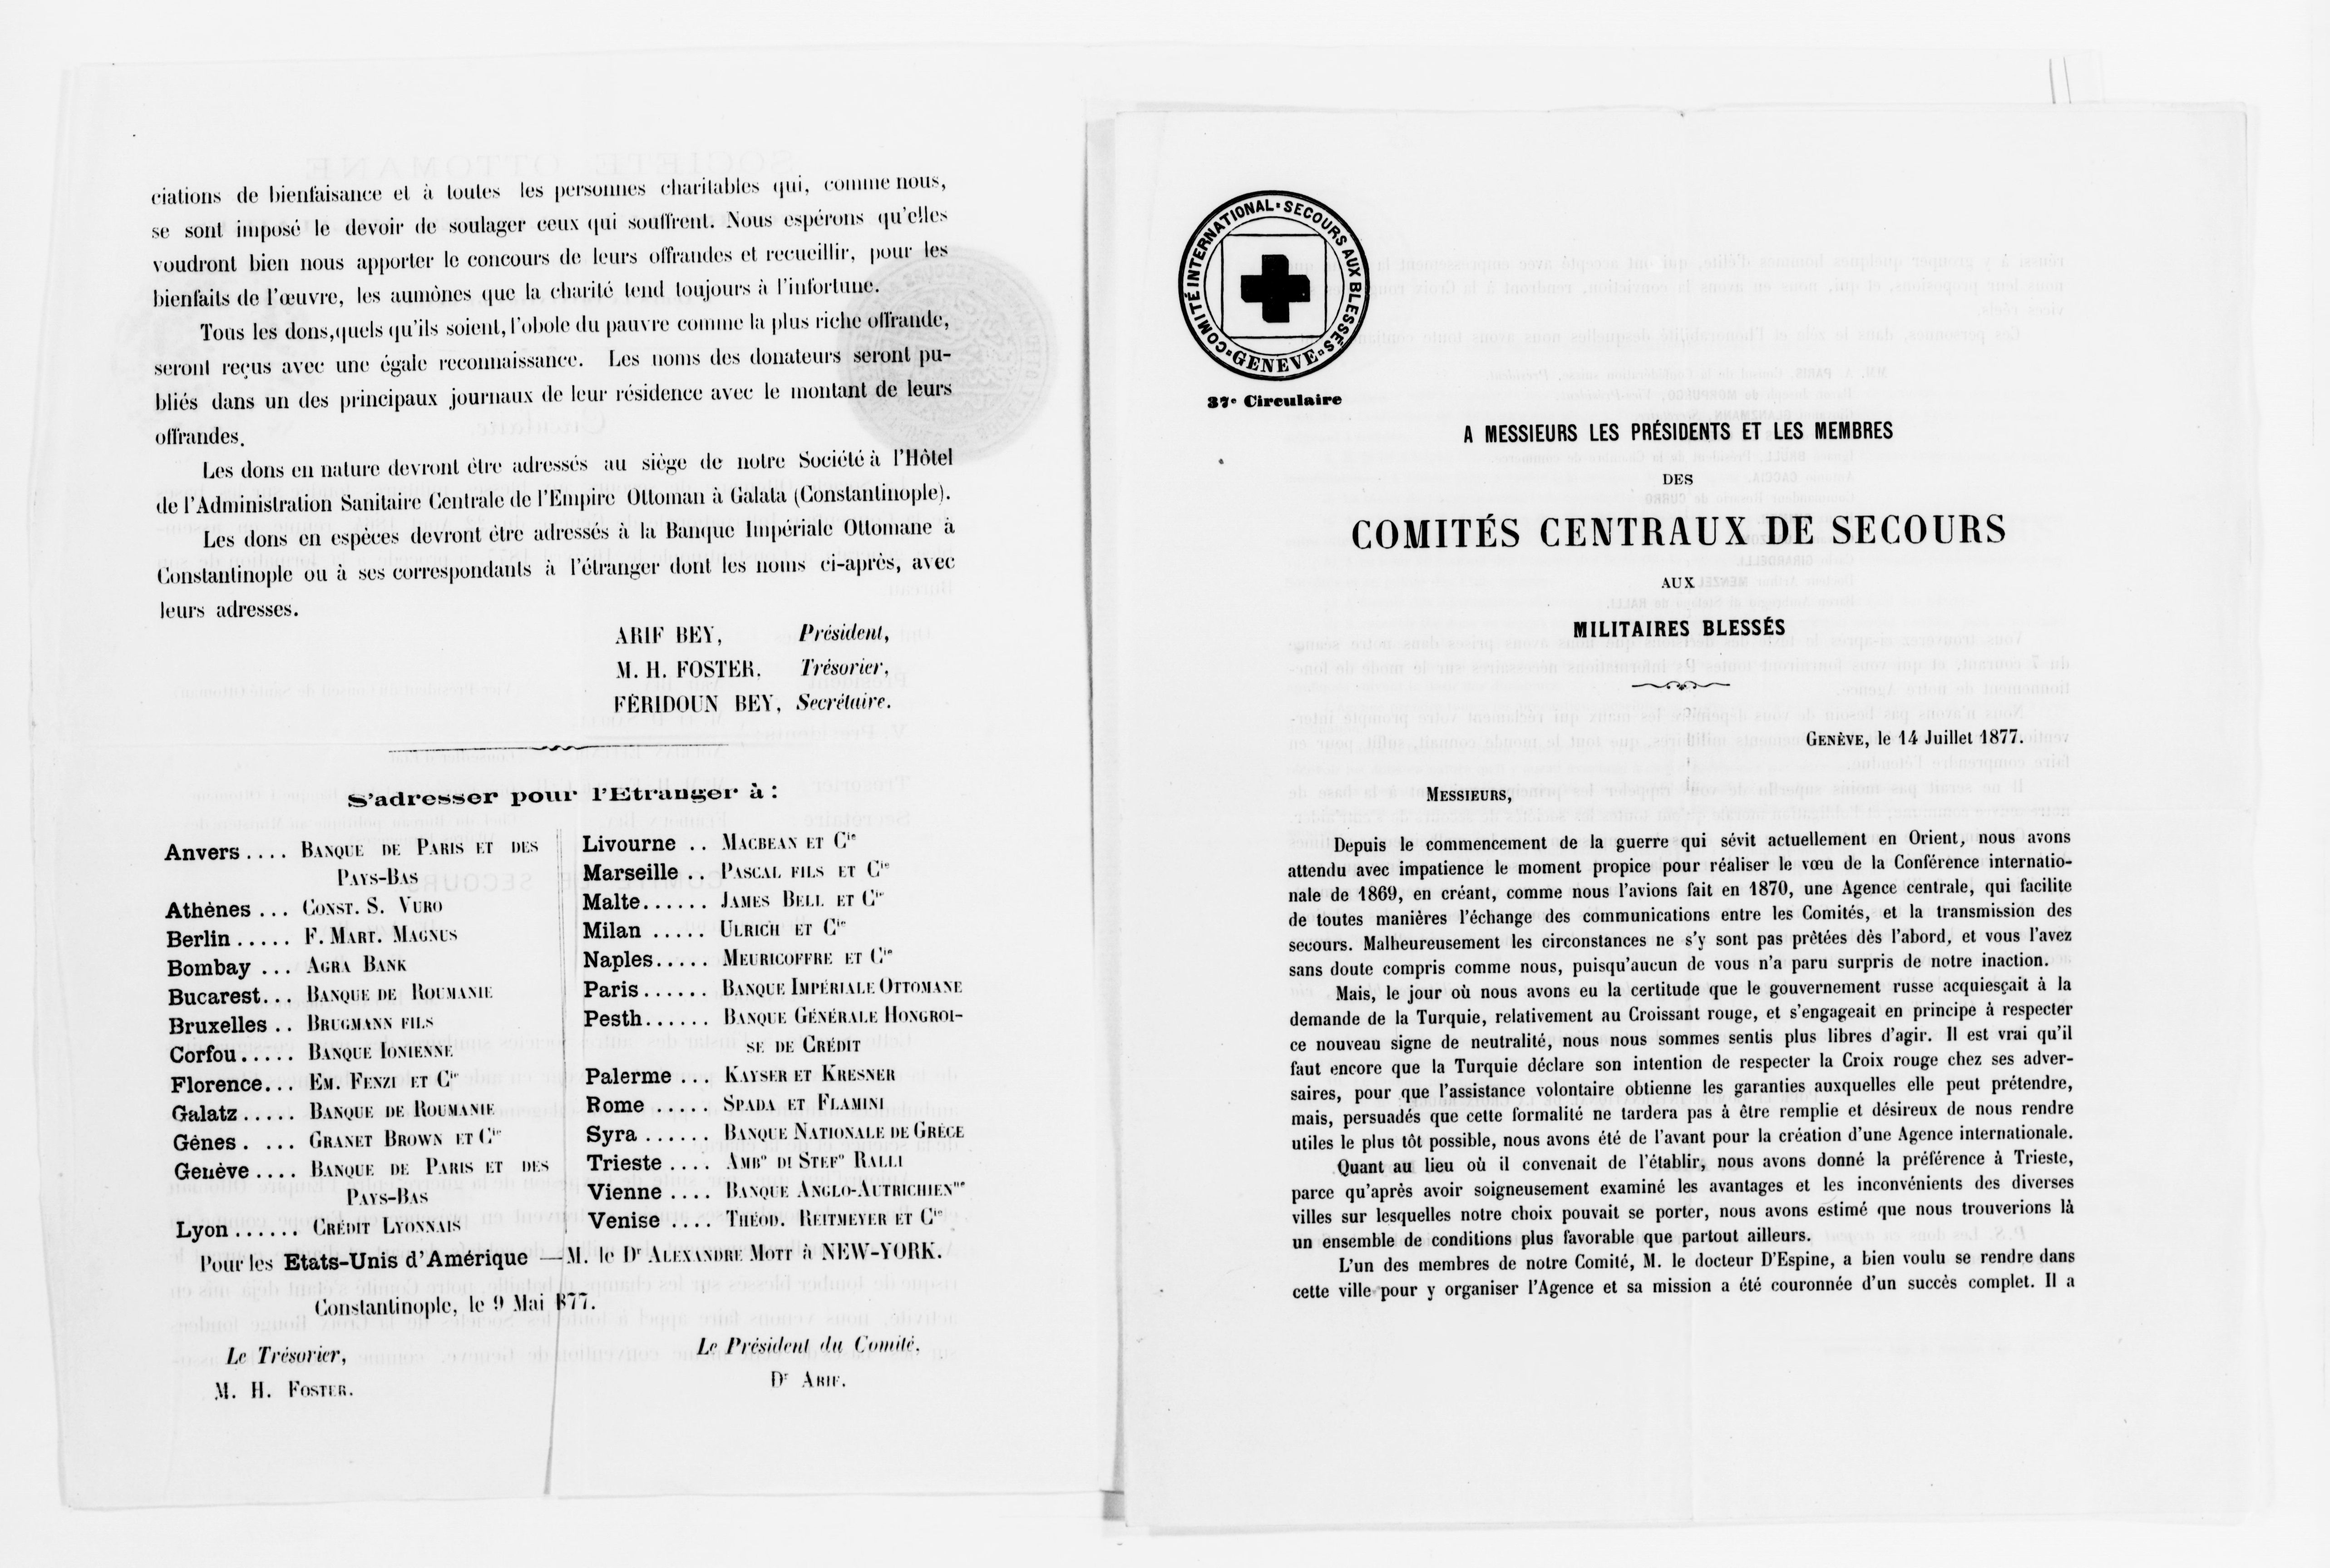 ciations de bienfaisance et à toutes les personnes charitables qui, comme nous,
se sont imposé le devoir de soulager ceux qui souffrent. Nous espérons qu'elles
voudront bien nous apporter le concours de leurs offrandes et recueillir, pour les
bienfaits de l'œuvre, les aumônes que la charité tend toujours à l'infortune.
Tous les dons, quels qu'ils soient, l'obole du pauvre comme la plus riche offrande,
seront reçus avec une égale reconnaissance. Les noms des donateurs seront pu-
bliés dans un des principaux journaux de leur résidence avec le montant de leurs
offrandes.
Les dons en nature devront être adressés au siège de notre Société à l'Hôtel
de l'Administration Sanitaire Centrale de l'Empire Ottoman à Galata (Constantinople).
Les dons en espèces devront être adressés à la Banque Impériale Ottomane à
Constantinople ou à ses correspondants à l'étranger dont les noms ci-après, avec
leurs adresses.
ARIF BEY, Président,
M. H. FOSTER, Trésorier,
FÉRIDOUN BEY, Secrétaire.
S'adresser pour l'Etranger à :
Anvers .... BANQUE DE PARIS ET DES
PAYS-BAS
Athènes ... CONST. S. VURO
Berlin ..... F. MART. MAGNUS
Bombay ... AGRA BANK
Bucarest... BANQUE DE ROUMANIE
Bruxelles .. BRUGMANN FILS
Corfou ..... BANQUE IONIENNE
Florence... EM. FENZI ET Cie
Galatz ..... BANQUE DE ROUMANIE
Gênes . ... GRANET BROWN ET Cie
Genève .... BANQUE DE PARIS ET DES
PAYS-BAS
Lyon ...... CRÉDIT LYONNAIS
Livourne .. MACBEAN ET Cie
Marseille .. PASCAL FILS ET Cie
Malte...... JAMES BELL ET Cie
Milan ..... ULRICH ET Cie
Naples..... MEURICOFFRE ET Cie
Paris ...... BANQUE IMPÉRIALE OTTOMANE
Pesth...... BANQUE GÉNÉRALE HONGROI-
SE DE CRÉDIT
Palerme ... KAYSER ET KRESNER
Rome ..... SPADA ET FLAMINI
Syra ...... BANQUE NATIONALE DE GRÈCE
Trieste .... AMBo DI STEFo RALLI
Vienne .... BANQUE ANGLO-AUTRICHIENne
Venise .... THÉOD. REITMEYER ET Cie
Pour les Etats-Unis d'Amérique — M. le Dr ALEXANDRE MOTT à NEW-YORK.
Constantinople, le 9 Mai 1877.
Le Trésorier,
M. H. FOSTER.
Le Président du Comité,
Dr ARIF.
COMITÉ INTERNATIONAL · SECOURS AUX BLESSÉS · GENÈVE
37e Circulaire
A MESSIEURS LES PRÉSIDENTS ET LES MEMBRES
DES
COMITÉS CENTRAUX DE SECOURS
AUX
MILITAIRES BLESSÉS
GENÈVE, le 14 Juillet 1877.
MESSIEURS,
Depuis le commencement de la guerre qui sévit actuellement en Orient, nous avons
attendu avec impatience le moment propice pour réaliser le vœu de la Conférence internatio-
nale de 1869, en créant, comme nous l'avions fait en 1870, une Agence centrale, qui facilite
de toutes manières l'échange des communications entre les Comités, et la transmission des
secours. Malheureusement les circonstances ne s'y sont pas prêtées dès l'abord, et vous l'avez
sans doute compris comme nous, puisqu'aucun de vous n'a paru surpris de notre inaction.
Mais, le jour où nous avons eu la certitude que le gouvernement russe acquiesçait à la
demande de la Turquie, relativement au Croissant rouge, et s'engageait en principe à respecter
ce nouveau signe de neutralité, nous nous sommes sentis plus libres d'agir. Il est vrai qu'il
faut encore que la Turquie déclare son intention de respecter la Croix rouge chez ses adver-
saires, pour que l'assistance volontaire obtienne les garanties auxquelles elle peut prétendre,
mais, persuadés que cette formalité ne tardera pas à être remplie et désireux de nous rendre
utiles le plus tôt possible, nous avons été de l'avant pour la création d'une Agence internationale.
Quant au lieu où il convenait de l'établir, nous avons donné la préférence à Trieste,
parce qu'après avoir soigneusement examiné les avantages et les inconvénients des diverses
villes sur lesquelles notre choix pouvait se porter, nous avons estimé que nous trouverions là
un ensemble de conditions plus favorable que partout ailleurs.
L'un des membres de notre Comité, M. le docteur D'Espine, a bien voulu se rendre dans
cette ville pour y organiser l'Agence et sa mission a été couronnée d'un succès complet. Il a